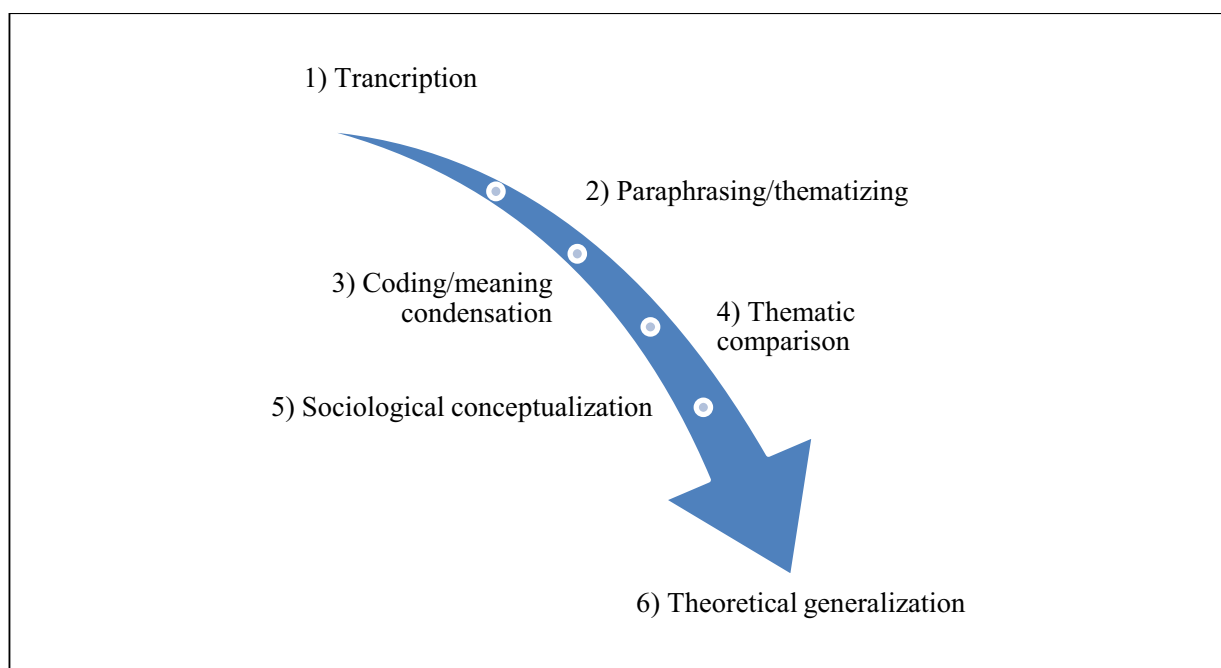 1) Trancription
2) Paraphrasing/thematizing
3) Coding/meaning
condensation
4) Thematic
comparison
5) Sociological conceptualization
6) Theoretical generalization